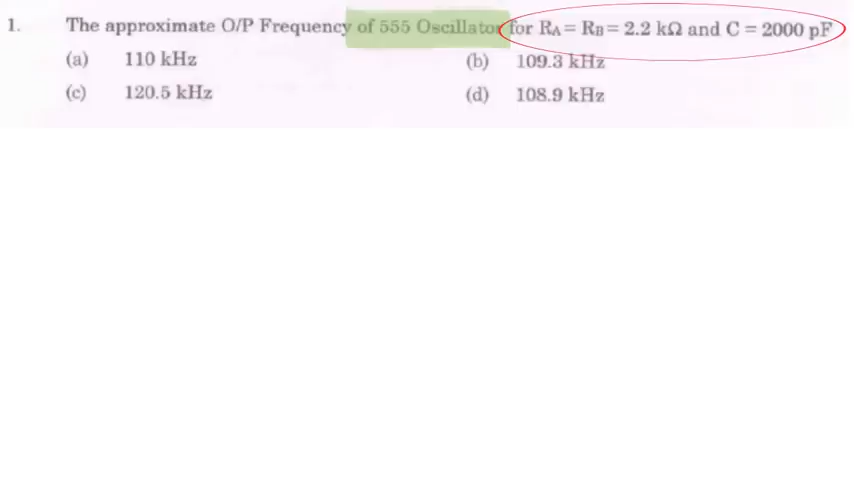 1. The approximate O/P Frequency of 555 Oscillator for RA = RB = 2.2 kΩ and C = 2000 pF
(a) 110 kHz (b) 109.3 kHz
(c) 120.5 kHz (d) 108.9 kHz